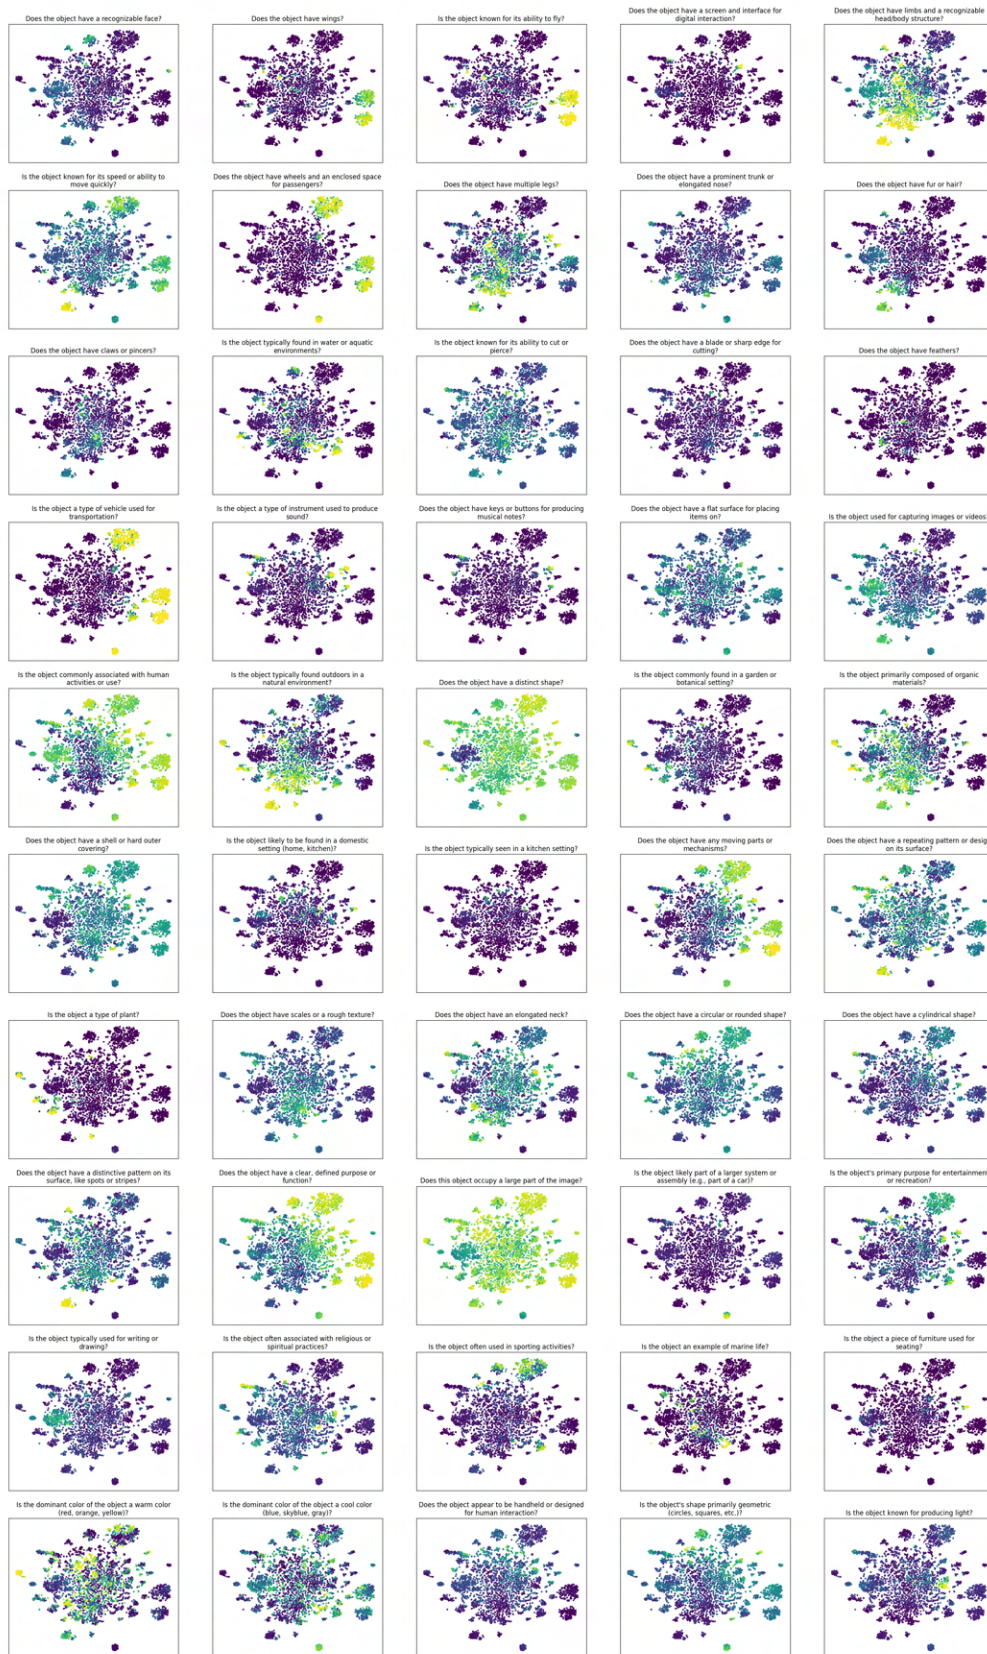 Does the object have a recognizable face?
Does the object have wings?
Is the object known for its ability to fly?
Does the object have a screen and interface for
digital interaction?
Does the object have limbs and a recognizable
head/body structure?
Is the object known for its speed or ability to
move quickly?
Does the object have wheels and an enclosed space
for passengers?
Does the object have multiple legs?
Does the object have a prominent trunk or
elongated nose?
Does the object have fur or hair?
Does the object have claws or pincers?
Is the object typically found in water or aquatic
environments?
Is the object known for its ability to cut or
pierce?
Does the object have a blade or sharp edge for
cutting?
Does the object have feathers?
Is the object a type of vehicle used for
transportation?
Is the object a type of instrument used to produce
sound?
Does the object have keys or buttons for producing
musical notes?
Does the object have a flat surface for placing
items on?
Is the object used for capturing images or videos?
Is the object commonly associated with human
activities or use?
Is the object typically found outdoors in a
natural environment?
Does the object have a distinct shape?
Is the object commonly found in a garden or
botanical setting?
Is the object primarily composed of organic
materials?
Does the object have a shell or hard outer
covering?
Is the object likely to be found in a domestic
setting (home, kitchen)?
Is the object typically seen in a kitchen setting?
Does the object have any moving parts or
mechanisms?
Does the object have a repeating pattern or desig
on its surface?
Is the object a type of plant?
Does the object have scales or a rough texture?
Does the object have an elongated neck?
Does the object have a circular or rounded shape?
Does the object have a cylindrical shape?
Does the object have a distinctive pattern on its
surface, like spots or stripes?
Does the object have a clear, defined purpose or
function?
Does this object occupy a large part of the image?
Is the object likely part of a larger system or
assembly (e.g., part of a car)?
Is the object's primary purpose for entertainment
or recreation?
Is the object typically used for writing or
drawing?
Is the object often associated with religious or
spiritual practices?
Is the object often used in sporting activities?
Is the object an example of marine life?
Is the object a piece of furniture used for
seating?
Is the dominant color of the object a warm color
(red, orange, yellow)?
Is the dominant color of the object a cool color
(blue, skyblue, gray)?
Does the object appear to be handheld or designed
for human interaction?
Is the object's shape primarily geometric
(circles, squares, etc.)?
Is the object known for producing light?